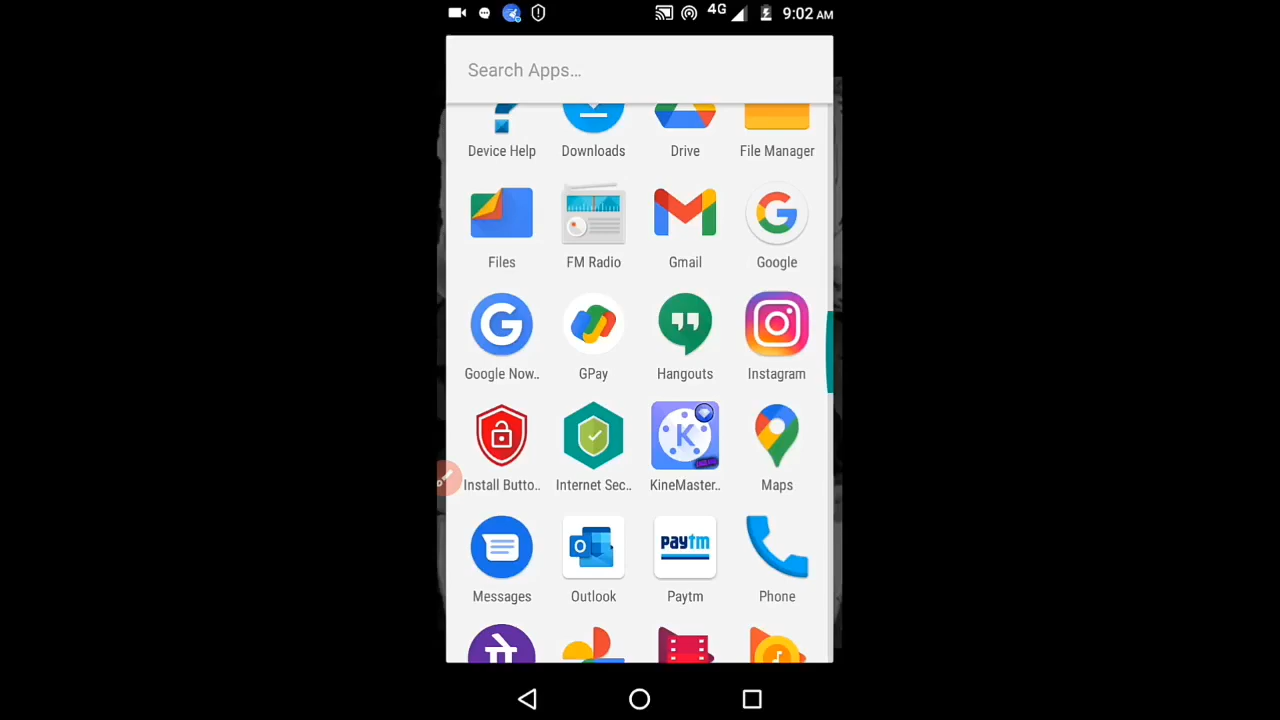 4G 9:02 AM
Search Apps...
Device Help Downloads Drive File Manager
Files FM Radio Gmail Google
Google Now.. GPay Hangouts Instagram
K
Install Butto.. Internet Sec.. KineMaster.. Maps
paytm
Messages Outlook Paytm Phone